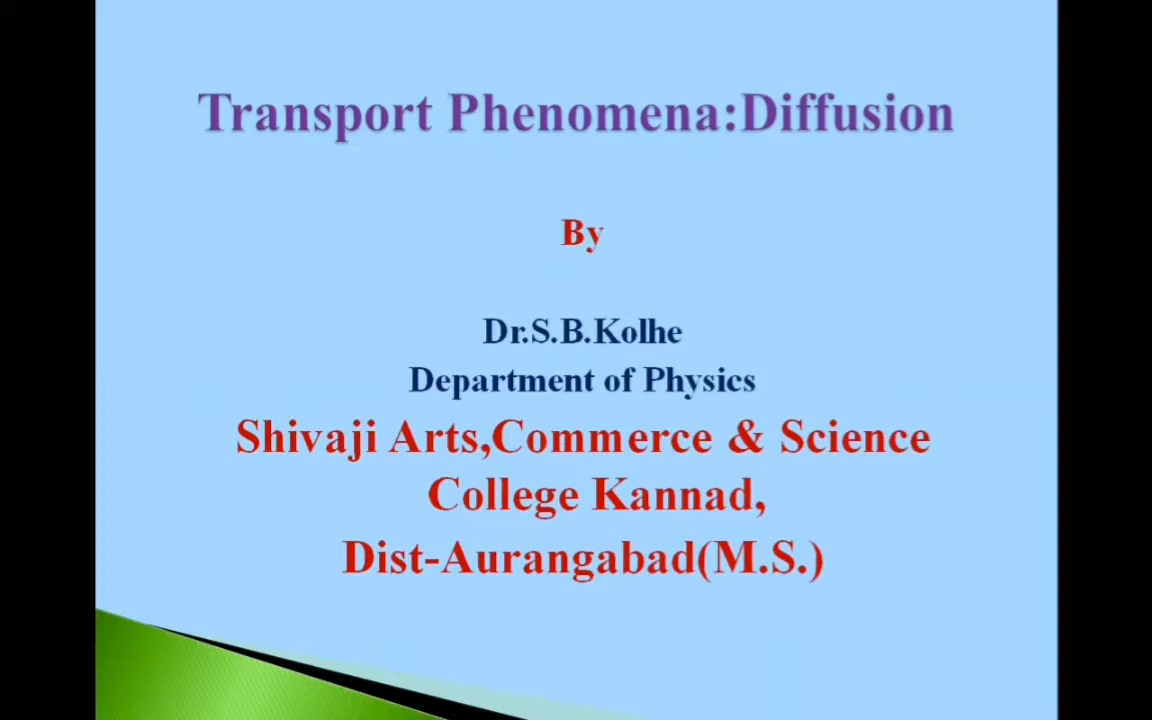 Transport Phenomena:Diffusion
By
Dr.S.B.Kolhe
Department of Physics
Shivaji Arts,Commerce & Science
College Kannad,
Dist-Aurangabad(M.S.)